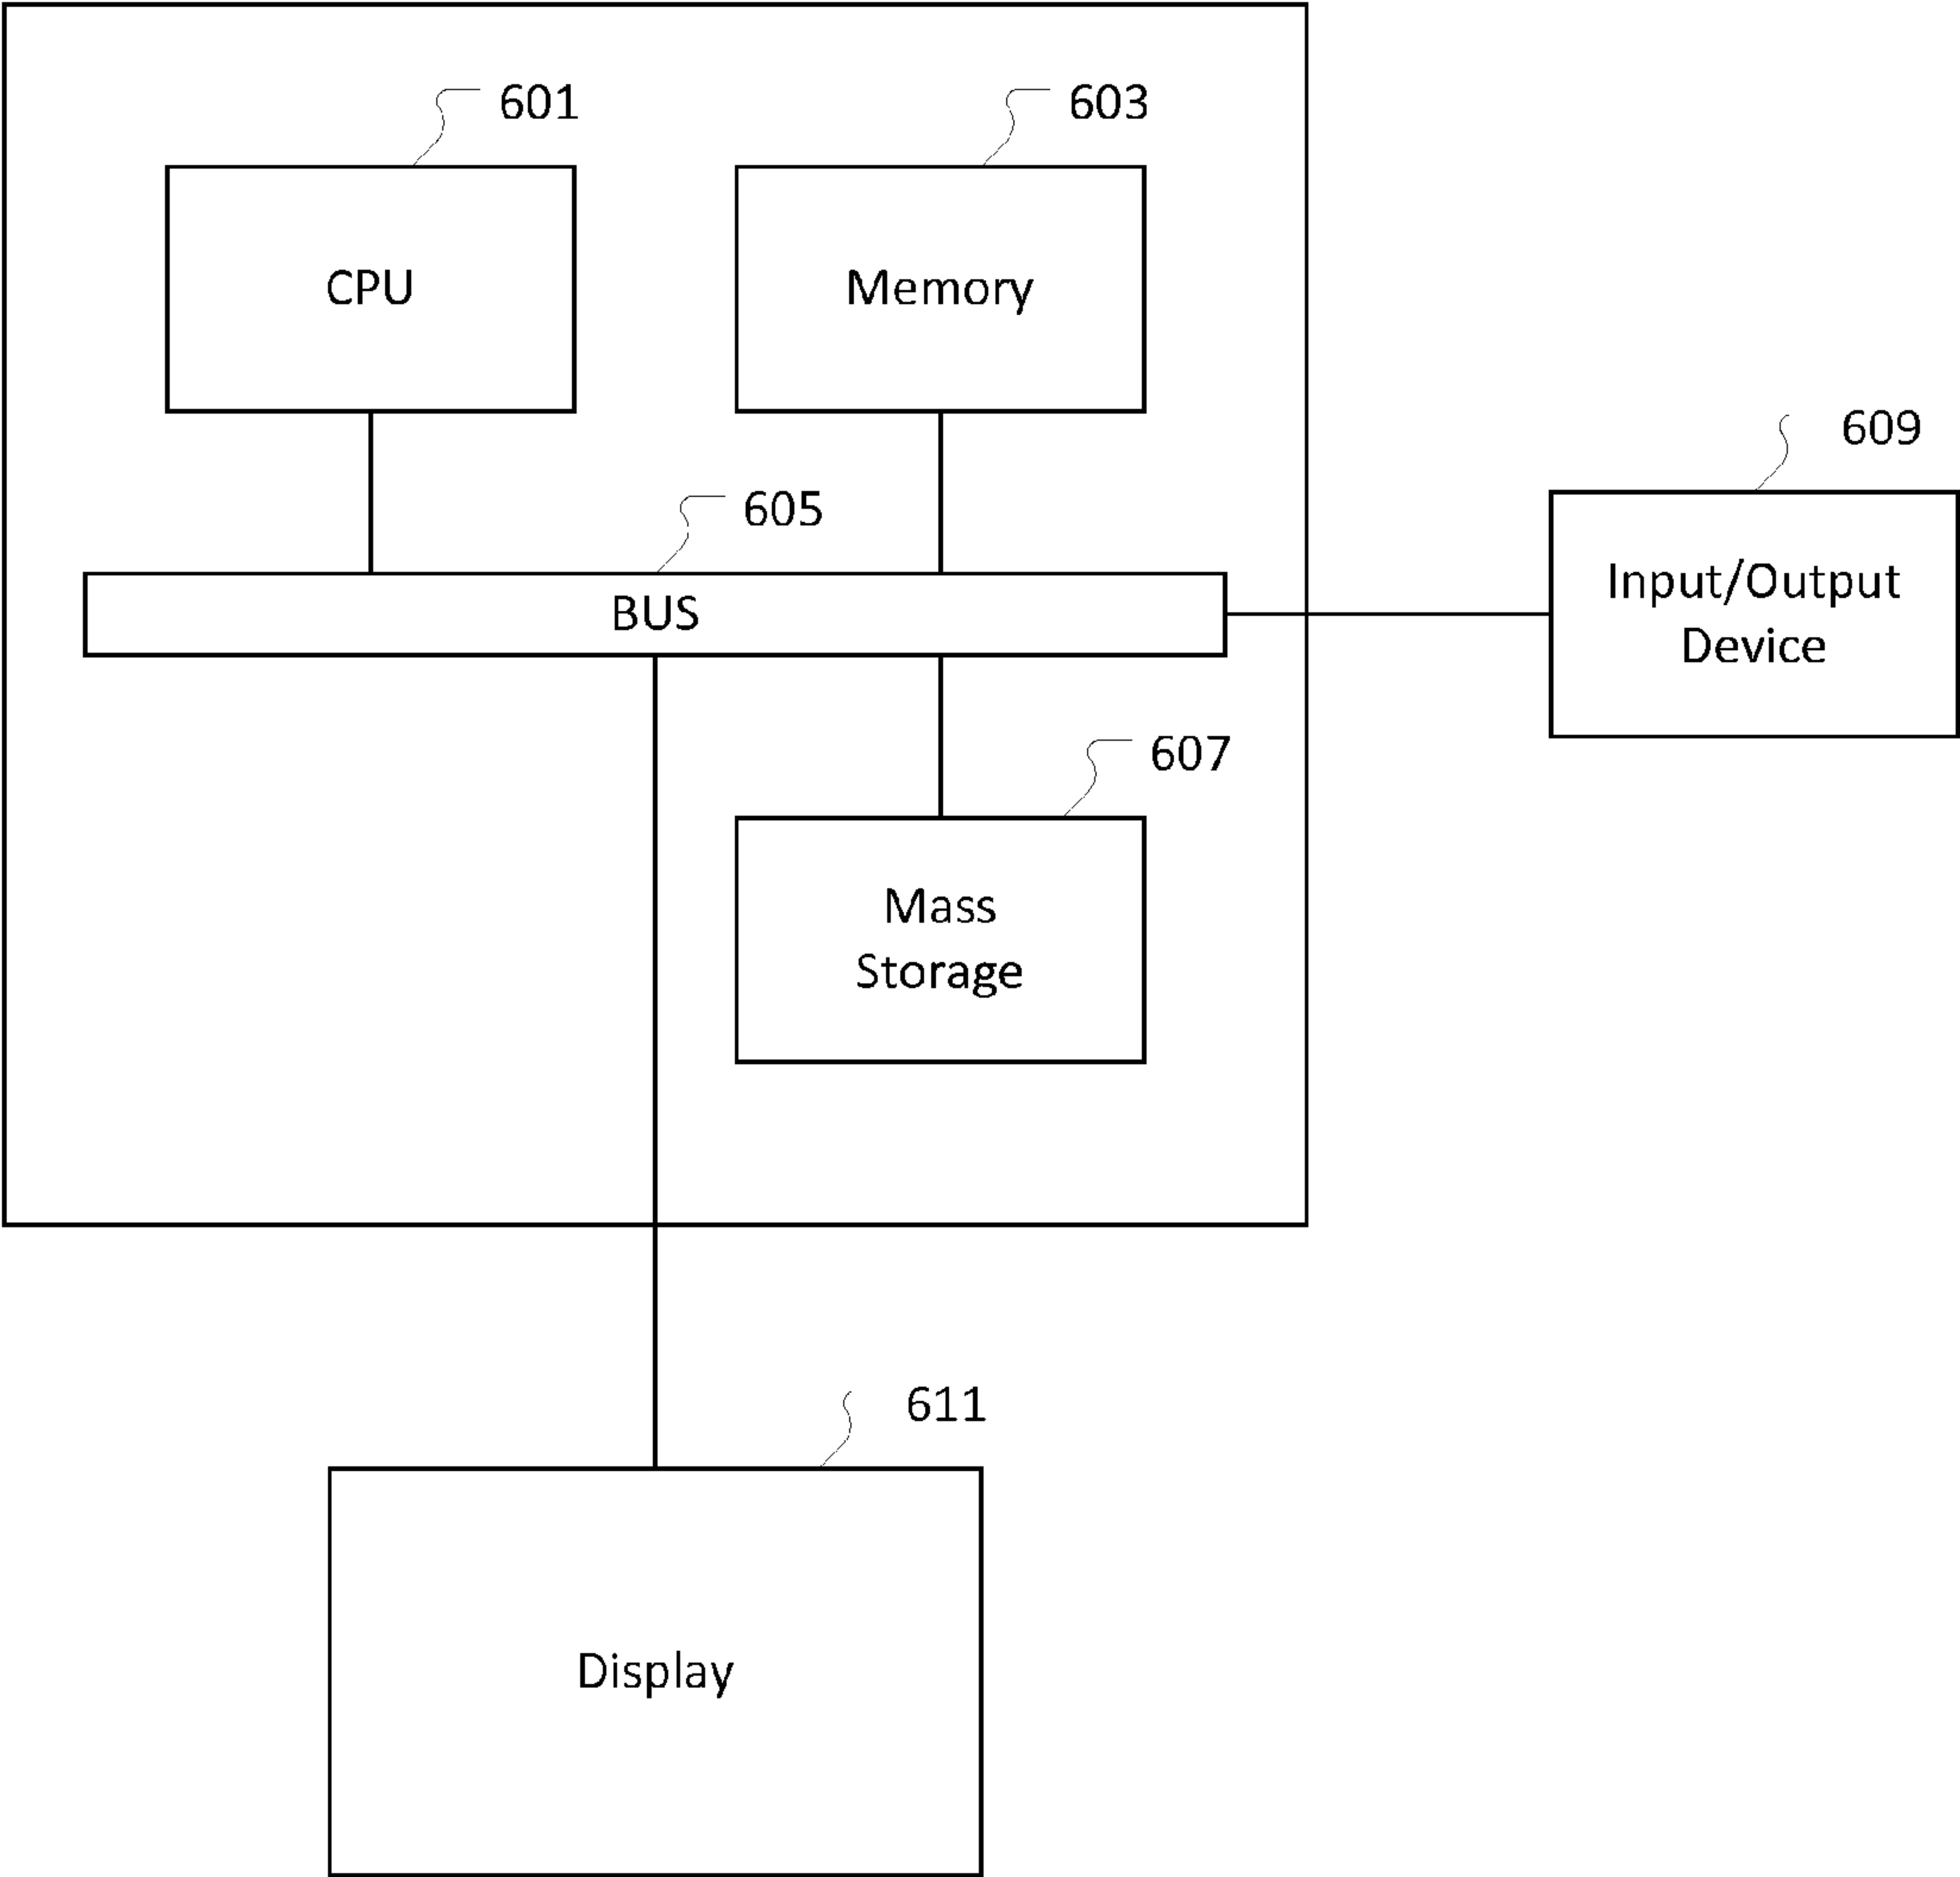 601
603
CPU
Memory
609
605
Input/Output
Device
BUS
607
Mass
Storage
611
Display